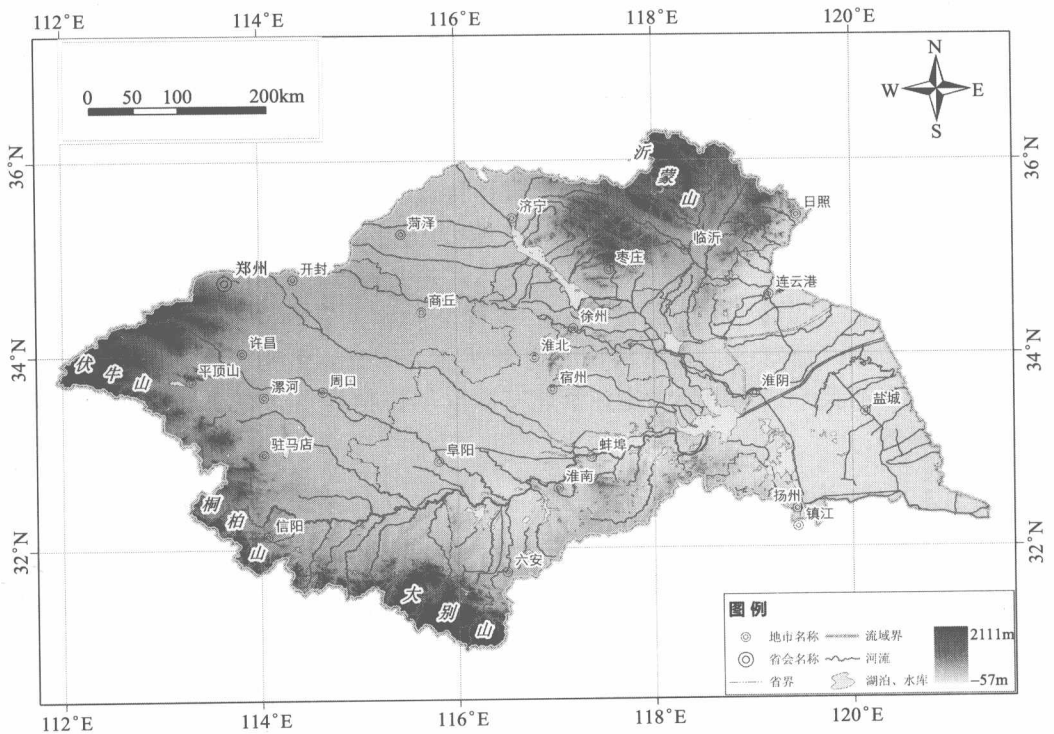 112°E 114°E 116°E 118°E 120°E
0 50 100 200km
N
W E
S
36°N
36°N
沂
蒙
山
日照
济宁
菏泽
临沂
枣庄
郑州
开封
连云港
商丘
徐州
34°N
34°N
许昌
淮北
伏
牛
山
平顶山
周口
宿州
淮阴
漯河
盐城
驻马店
阜阳
蚌埠
淮南
桐
柏
山
扬州
镇江
信阳
32°N
32°N
六安
大
别
山
图例
地市名称 流域界 2111m
省会名称 河流
省界 湖泊、水库 −57m
112°E 114°E 116°E 118°E 120°E